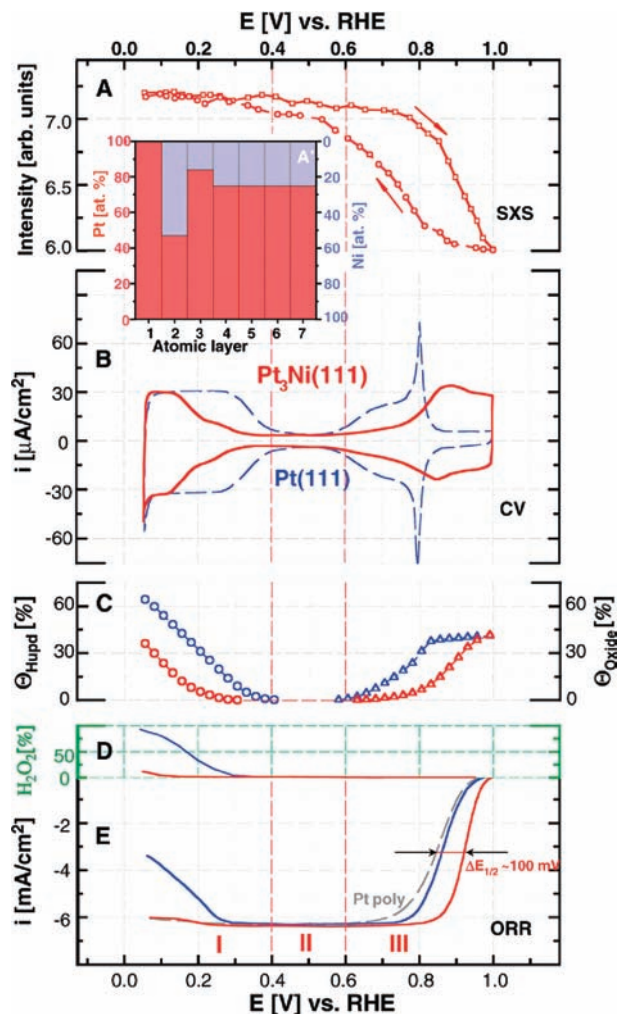 E [V] vs. RHE
0.0 0.2 0.4 0.6 0.8 1.0
A
Intensity [arb. units]
7.0
6.5
6.0
SXS
A'
Pt [at. %]
100
80
60
40
20
0
Ni [at. %]
0
20
40
60
80
100
1 2 3 4 5 6 7
Atomic layer
B
i [μA/cm²]
60
30
0
-30
-60
Pt₃Ni(111)
Pt(111)
CV
C
Θ_Hupd [%]
60
30
0
Θ_Oxide [%]
60
30
0
D
H₂O₂[%]
50
0
E
i [mA/cm²]
-2
-4
-6
Pt poly
ΔE₁/₂ ~100 mV
I II III
ORR
0.0 0.2 0.4 0.6 0.8 1.0
E [V] vs. RHE